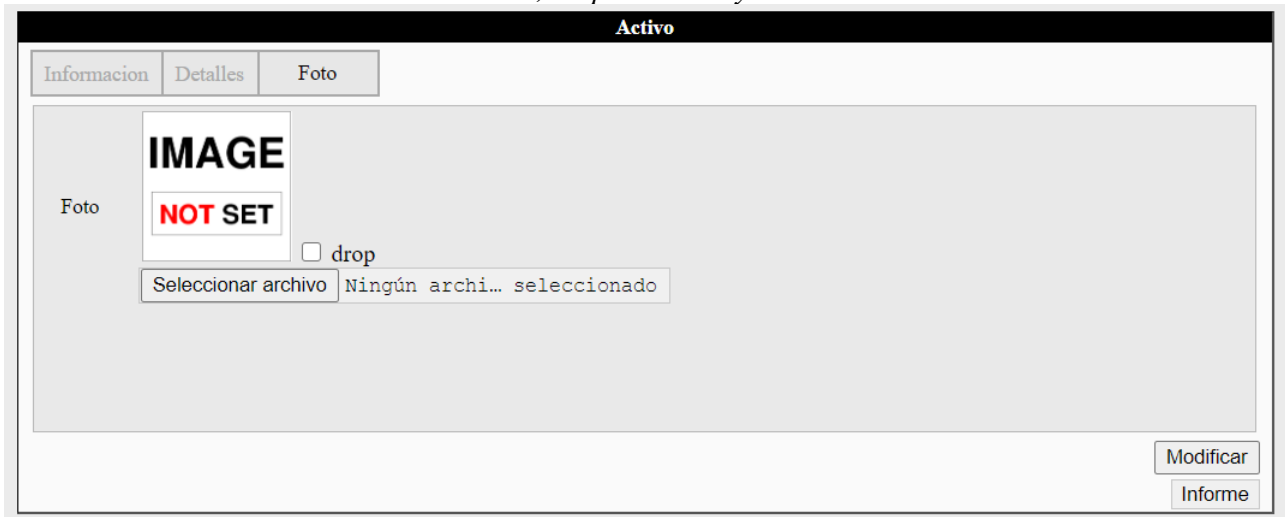 Activo
Informacion Detalles Foto
IMAGE
NOT SET
Foto
drop
Seleccionar archivo Ningún archi… seleccionado
Modificar
Informe